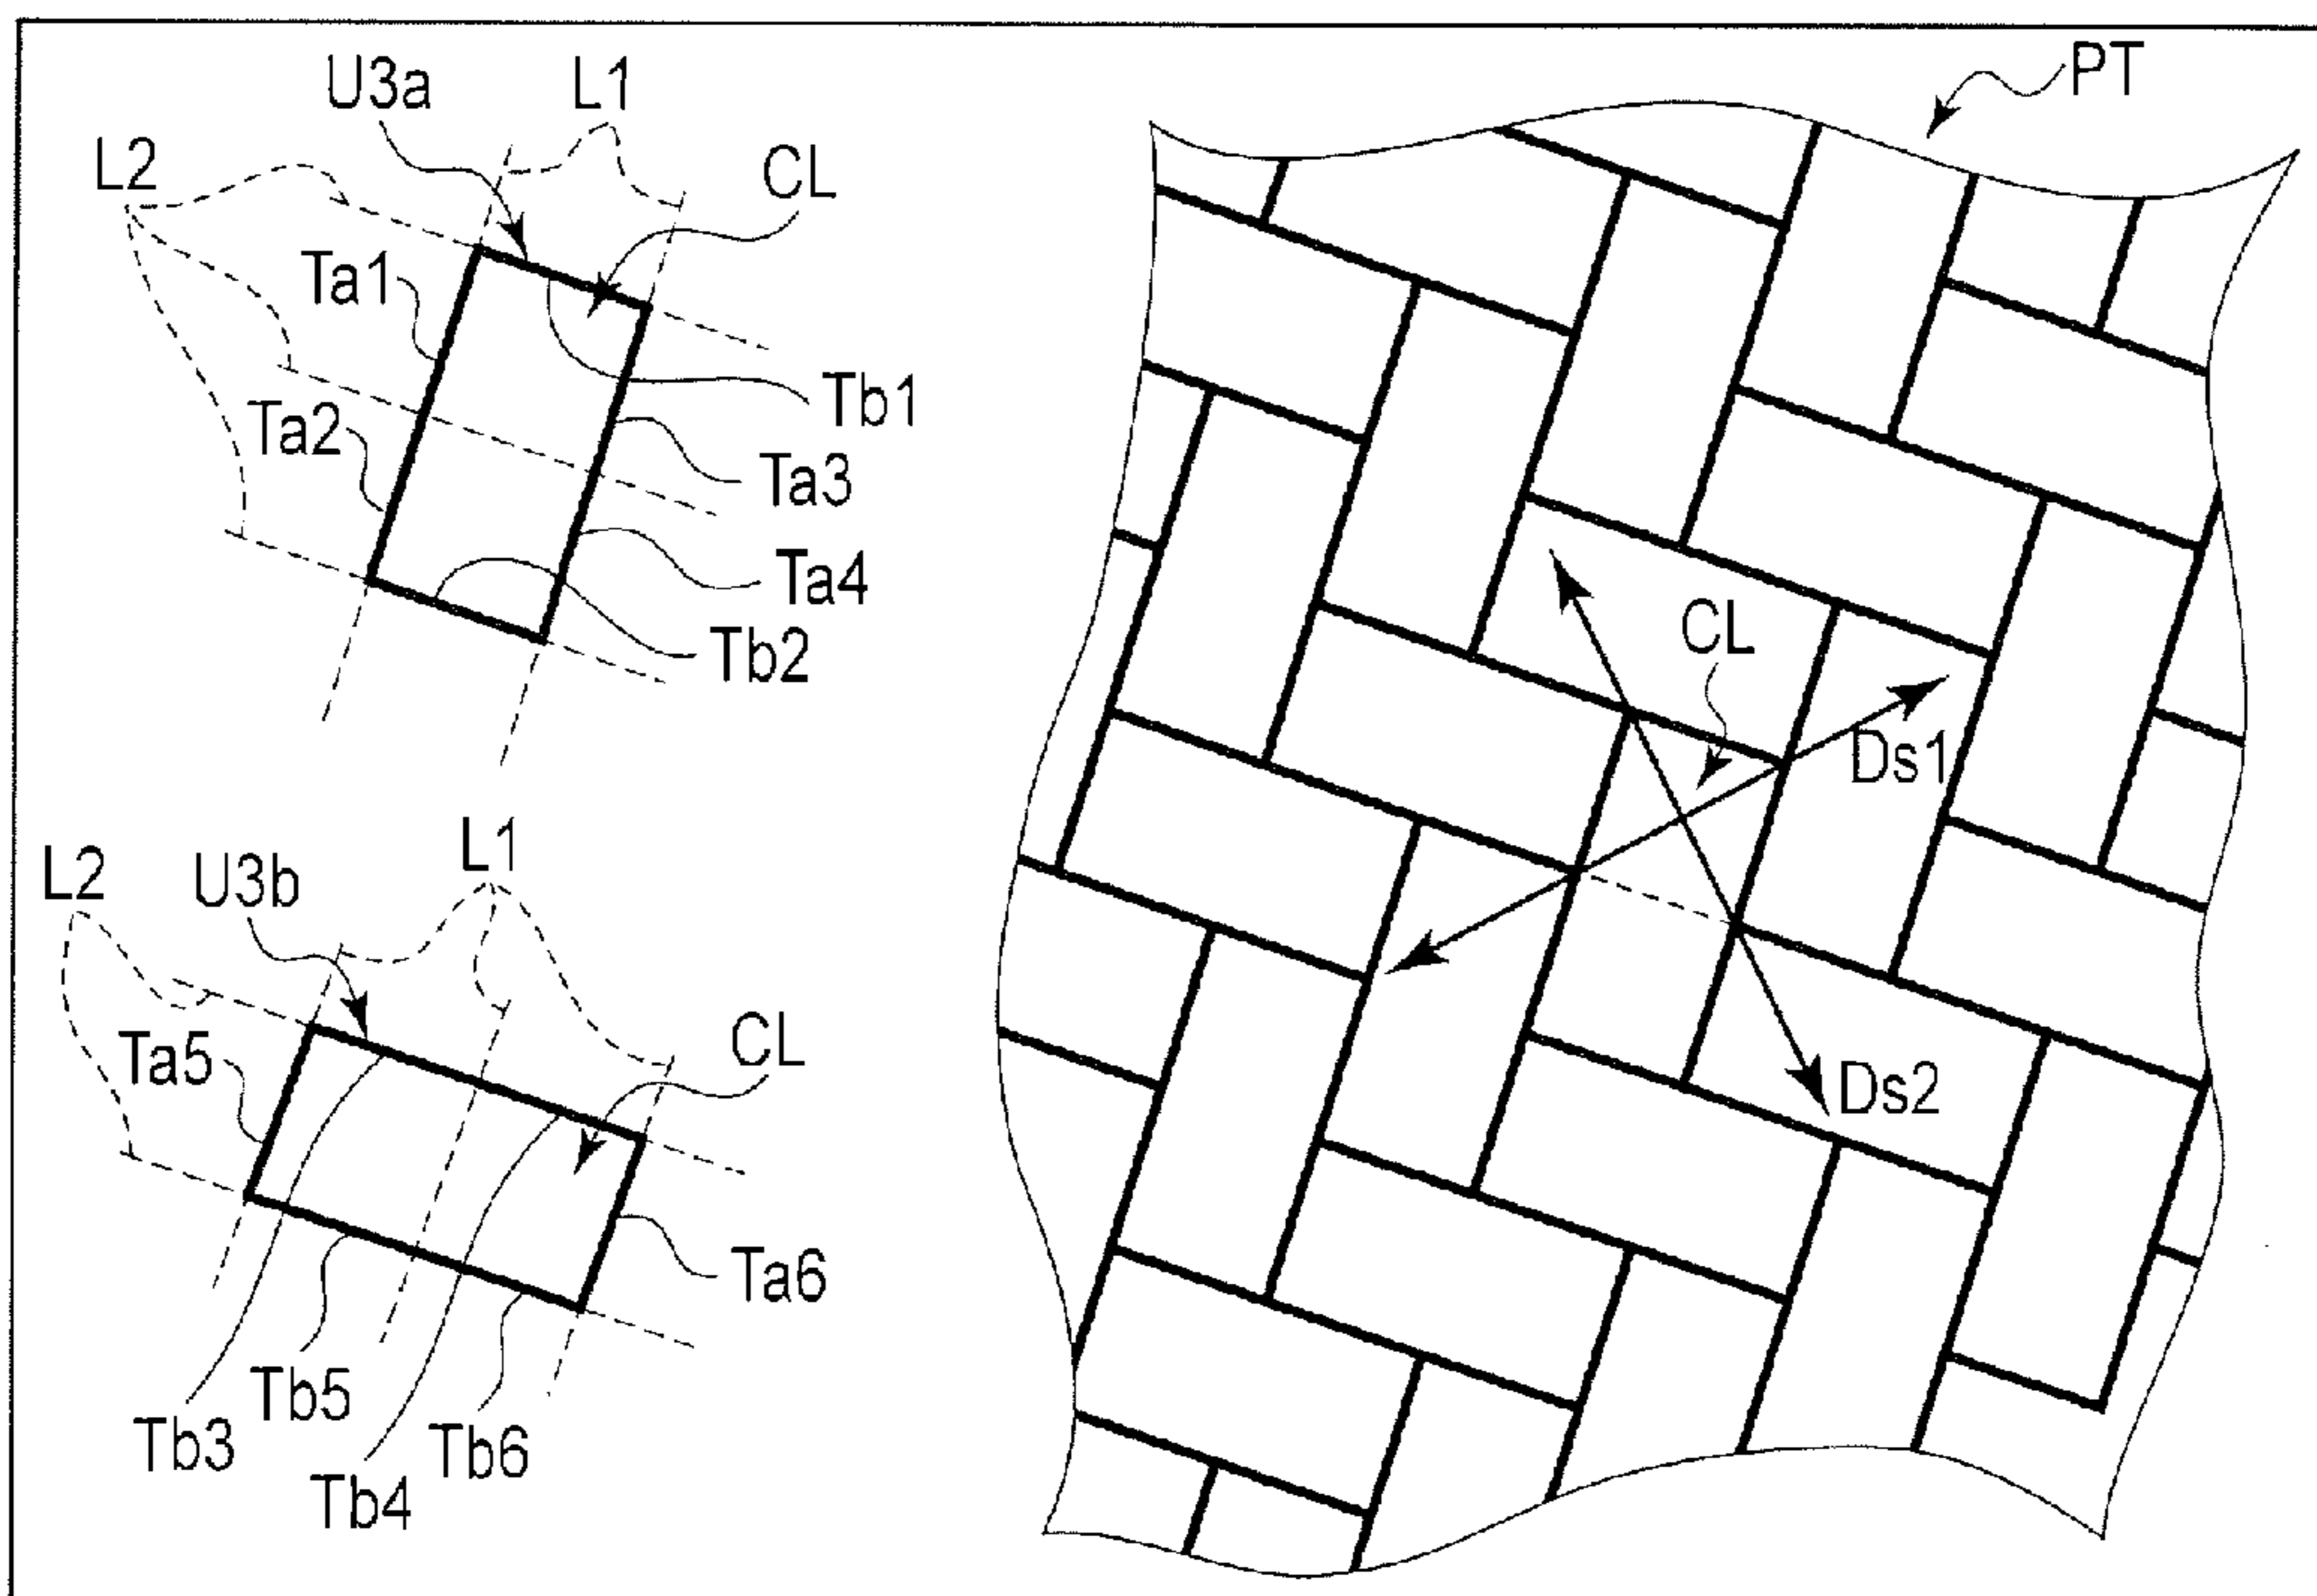 U3a
L1
PT
L2
CL
Ta1
Tb1
Ta2
Ta3
Ta4
Tb2
CL
Ds1
L1
L2
U3b
CL
Ta5
Ds2
Ta6
Tb5
Tb3
Tb6
Tb4